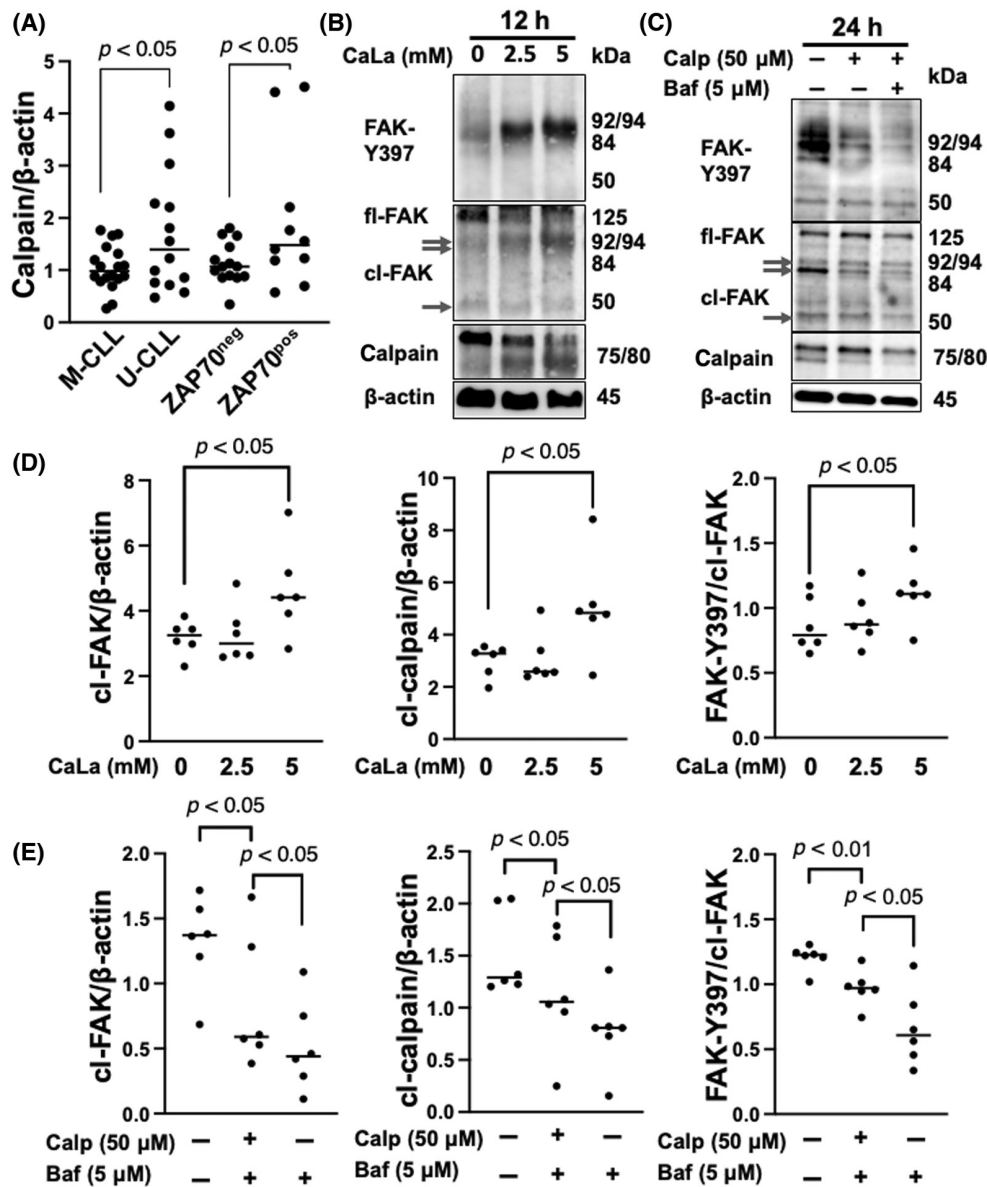 (A)
p < 0.05
p < 0.05
Calpain/β-actin
5
4
3
2
1
0
M-CLL
U-CLL
ZAP70neg
ZAP70pos
(B)
12 h
CaLa (mM) 0 2.5 5 kDa
FAK-
Y397
92/94
84
50
fl-FAK
125
92/94
84
cl-FAK
50
Calpain 75/80
β-actin 45
(C)
24 h
Calp (50 µM) – + +
Baf (5 µM) – – +
kDa
FAK-
Y397
92/94
84
50
fl-FAK
125
92/94
84
cl-FAK
50
Calpain 75/80
β-actin 45
(D)
p < 0.05
cl-FAK/β-actin
8
6
4
2
0
CaLa (mM) 0 2.5 5
p < 0.05
cl-calpain/β-actin
10
8
6
4
2
0
CaLa (mM) 0 2.5 5
p < 0.05
FAK-Y397/cl-FAK
2.0
1.5
1.0
0.5
0.0
CaLa (mM) 0 2.5 5
(E)
p < 0.05
p < 0.05
cl-FAK/β-actin
2.0
1.5
1.0
0.5
0.0
Calp (50 µM) – + –
Baf (5 µM) – + +
p < 0.05
p < 0.05
cl-calpain/β-actin
2.5
2.0
1.5
1.0
0.5
0.0
Calp (50 µM) – + –
Baf (5 µM) – + +
p < 0.01
p < 0.05
FAK-Y397/cl-FAK
2.0
1.5
1.0
0.5
0.0
Calp (50 µM) – + –
Baf (5 µM) – + +